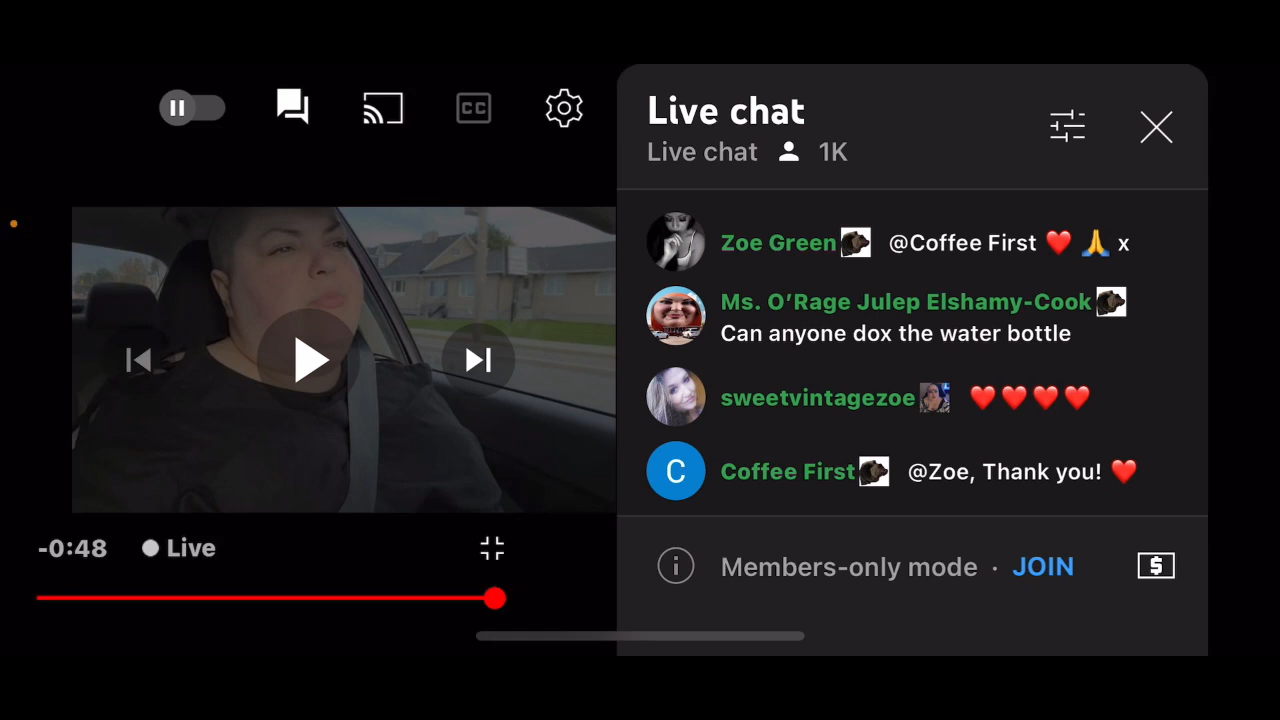 CC
Live chat
Live chat 1K
Zoe Green @Coffee First ❤️ 🙏 x
Ms. O’Rage Julep Elshamy-Cook
Can anyone dox the water bottle
sweetvintagezoe ❤️❤️❤️❤️
C Coffee First @Zoe, Thank you! ❤️
-0:48 Live
Members-only mode · JOIN $